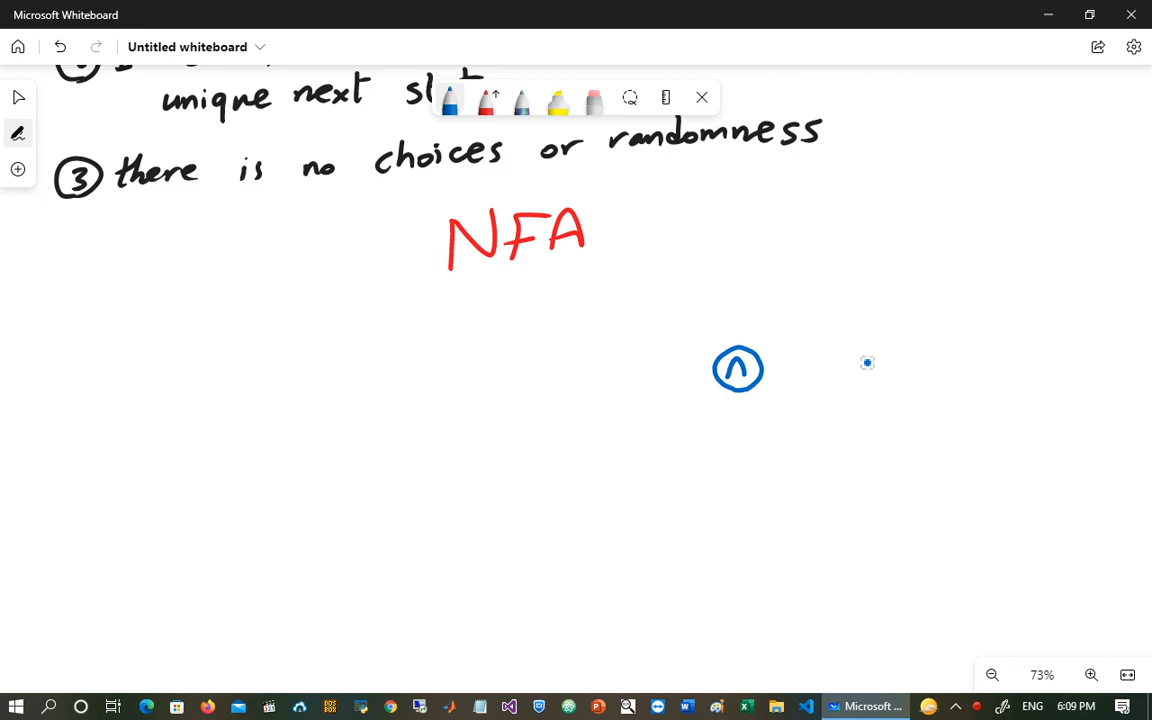 Microsoft Whiteboard
Untitled whiteboard
unique next
③ there is no choices or randomness
NFA
73%
Microsoft ...
ENG
6:09 PM